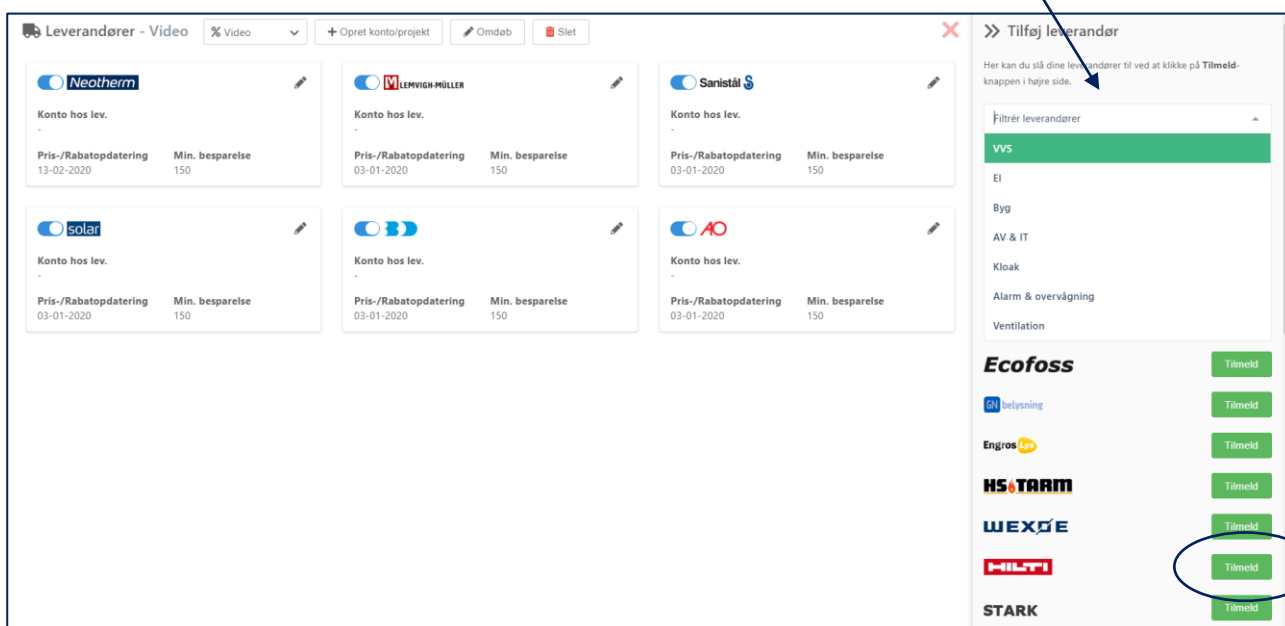 Leverandører - Video
% Video
+ Opret konto/projekt
Omdøb
Slet
Neotherm
Konto hos lev.
-
Pris-/Rabatopdatering Min. besparelse
13-02-2020 150
LEMVIGH-MÜLLER
Konto hos lev.
-
Pris-/Rabatopdatering Min. besparelse
03-01-2020 150
Sanistål
Konto hos lev.
-
Pris-/Rabatopdatering Min. besparelse
03-01-2020 150
solar
Konto hos lev.
-
Pris-/Rabatopdatering Min. besparelse
03-01-2020 150
BD
Konto hos lev.
-
Pris-/Rabatopdatering Min. besparelse
03-01-2020 150
AO
Konto hos lev.
-
Pris-/Rabatopdatering Min. besparelse
03-01-2020 150
Tilføj leverandør
Her kan du slå dine leverandører til ved at klikke på Tilmeld-
knappen i højre side.
Filtrér leverandører
VVS
El
Byg
AV & IT
Kloak
Alarm & overvågning
Ventilation
Ecofoss Tilmeld
GN belysning Tilmeld
Engros Lys Tilmeld
HS TARM Tilmeld
WEXØE Tilmeld
HILTI Tilmeld
STARK Tilmeld